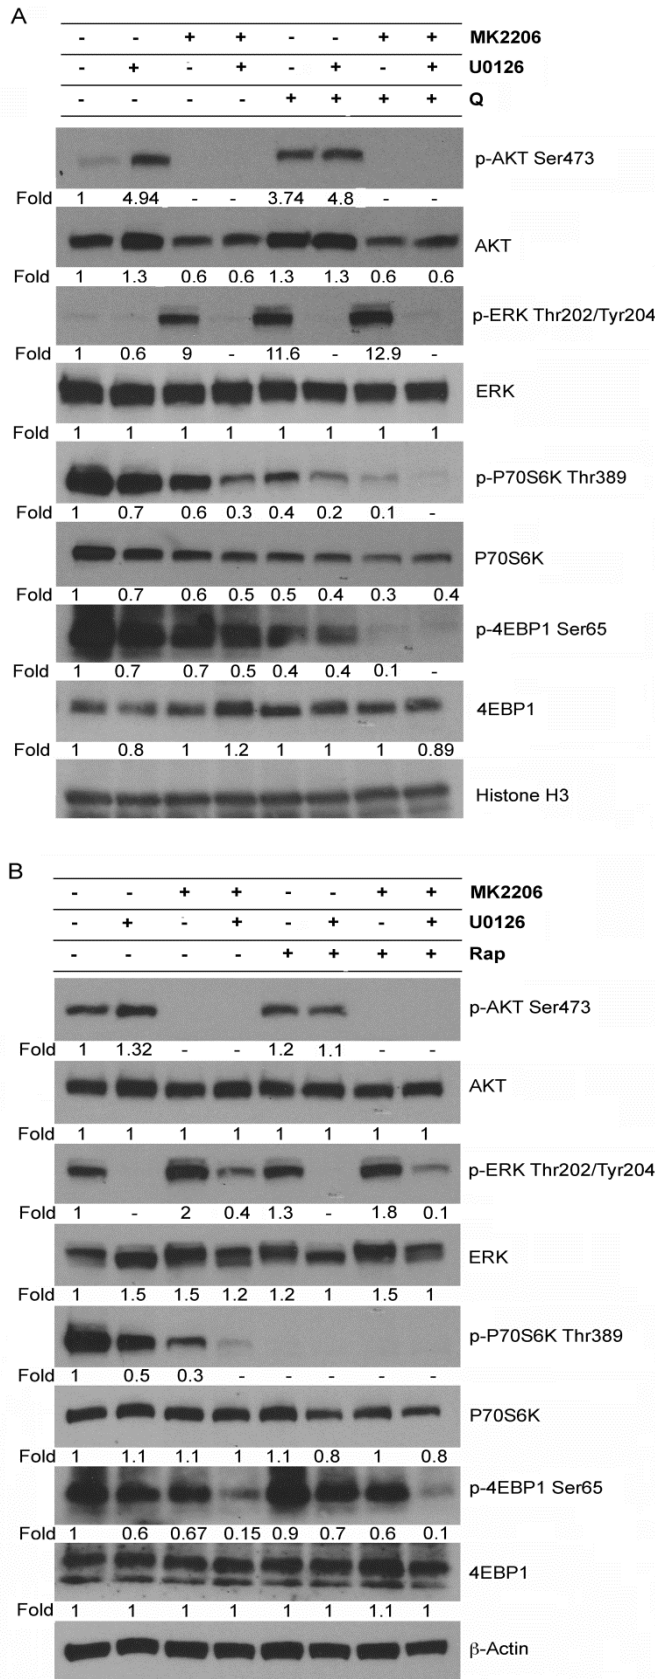 A
- - + + - - + + MK2206
- + - + - + - + U0126
- - - - + + + + Q
p-AKT Ser473
Fold 1 4.94 - - 3.74 4.8 - -
AKT
Fold 1 1.3 0.6 0.6 1.3 1.3 0.6 0.6
p-ERK Thr202/Tyr204
Fold 1 0.6 9 - 11.6 - 12.9 -
ERK
Fold 1 1 1 1 1 1 1 1
p-P70S6K Thr389
Fold 1 0.7 0.6 0.3 0.4 0.2 0.1 -
P70S6K
Fold 1 0.7 0.6 0.5 0.5 0.4 0.3 0.4
p-4EBP1 Ser65
Fold 1 0.7 0.7 0.5 0.4 0.4 0.1 -
4EBP1
Fold 1 0.8 1 1.2 1 1 1 0.89
Histone H3
B
- - + + - - + + MK2206
- + - + - + - + U0126
- - - - + + + + Rap
p-AKT Ser473
Fold 1 1.32 - - 1.2 1.1 - -
AKT
Fold 1 1 1 1 1 1 1 1
p-ERK Thr202/Tyr204
Fold 1 - 2 0.4 1.3 - 1.8 0.1
ERK
Fold 1 1.5 1.5 1.2 1.2 1 1.5 1
p-P70S6K Thr389
Fold 1 0.5 0.3 - - - - -
P70S6K
Fold 1 1.1 1.1 1 1.1 0.8 1 0.8
p-4EBP1 Ser65
Fold 1 0.6 0.67 0.15 0.9 0.7 0.6 0.1
4EBP1
Fold 1 1 1 1 1 1 1.1 1
β-Actin